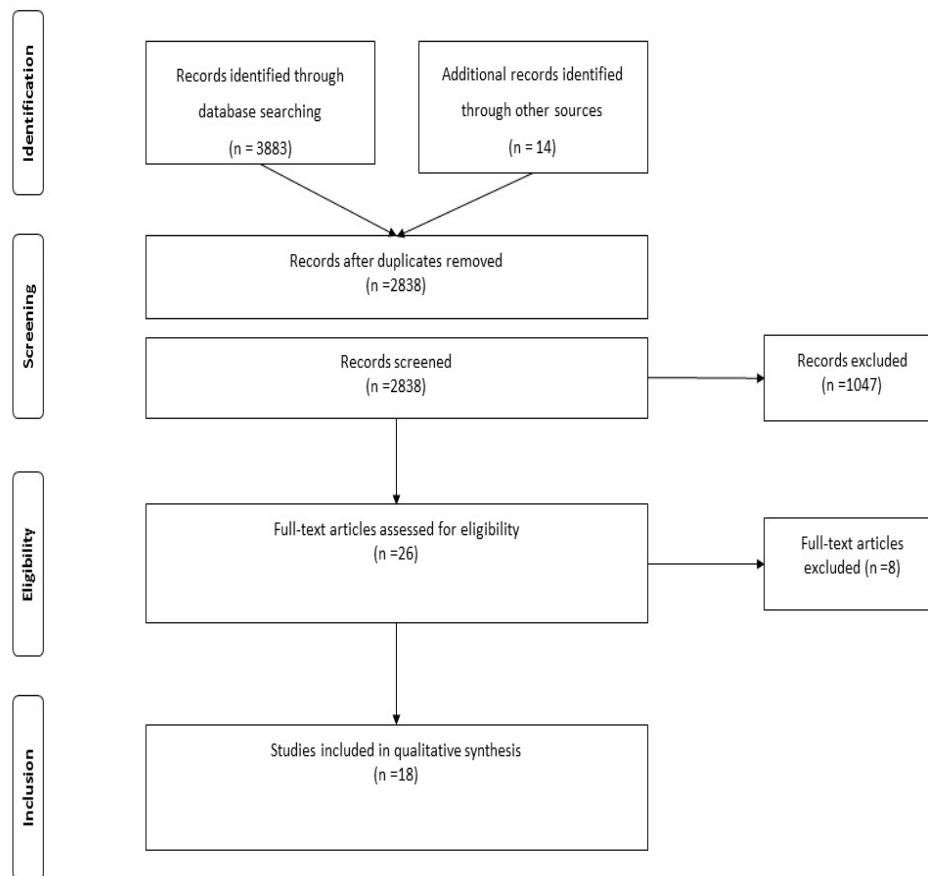 Identification
Records identified through
database searching
(n = 3883)
Additional records identified
through other sources
(n = 14)
Screening
Records after duplicates removed
(n =2838)
Records screened
(n =2838)
Records excluded
(n =1047)
Eligibility
Full-text articles assessed for eligibility
(n =26)
Full-text articles
excluded (n =8)
Inclusion
Studies included in qualitative synthesis
(n =18)